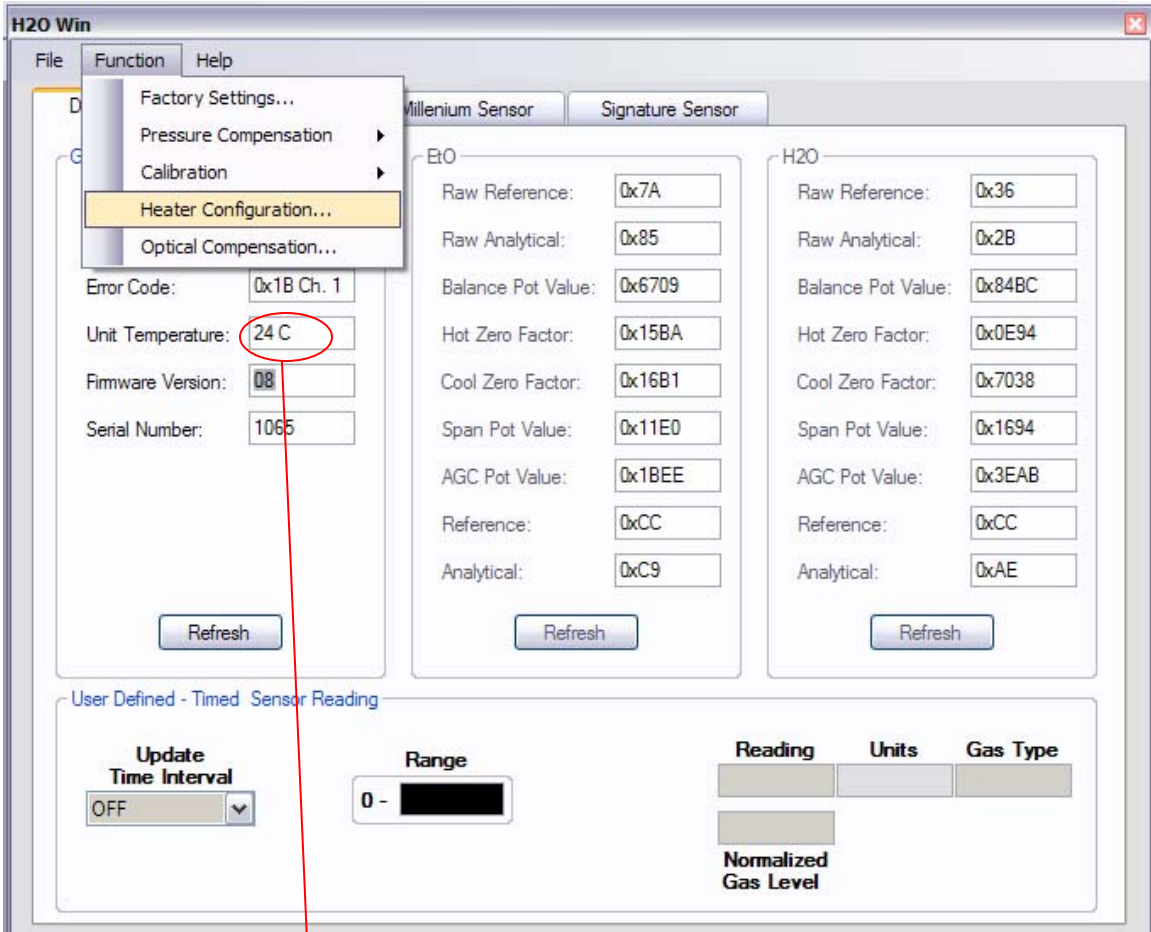 H2O Win
File Function Help
Factory Settings...
Pressure Compensation
Calibration
Heater Configuration...
Optical Compensation...
D
Millenium Sensor
Signature Sensor
G
Error Code: 0x1B Ch. 1
Unit Temperature: 24 C
Firmware Version: 08
Serial Number: 1065
Refresh
EtO
Raw Reference: 0x7A
Raw Analytical: 0x85
Balance Pot Value: 0x6709
Hot Zero Factor: 0x15BA
Cool Zero Factor: 0x16B1
Span Pot Value: 0x11E0
AGC Pot Value: 0x1BEE
Reference: 0xCC
Analytical: 0xC9
Refresh
H2O
Raw Reference: 0x36
Raw Analytical: 0x2B
Balance Pot Value: 0x84BC
Hot Zero Factor: 0x0E94
Cool Zero Factor: 0x7038
Span Pot Value: 0x1694
AGC Pot Value: 0x3EAB
Reference: 0xCC
Analytical: 0xAE
Refresh
User Defined - Timed Sensor Reading
Update
Time Interval
OFF
Range
0 -
Reading Units Gas Type
Normalized
Gas Level